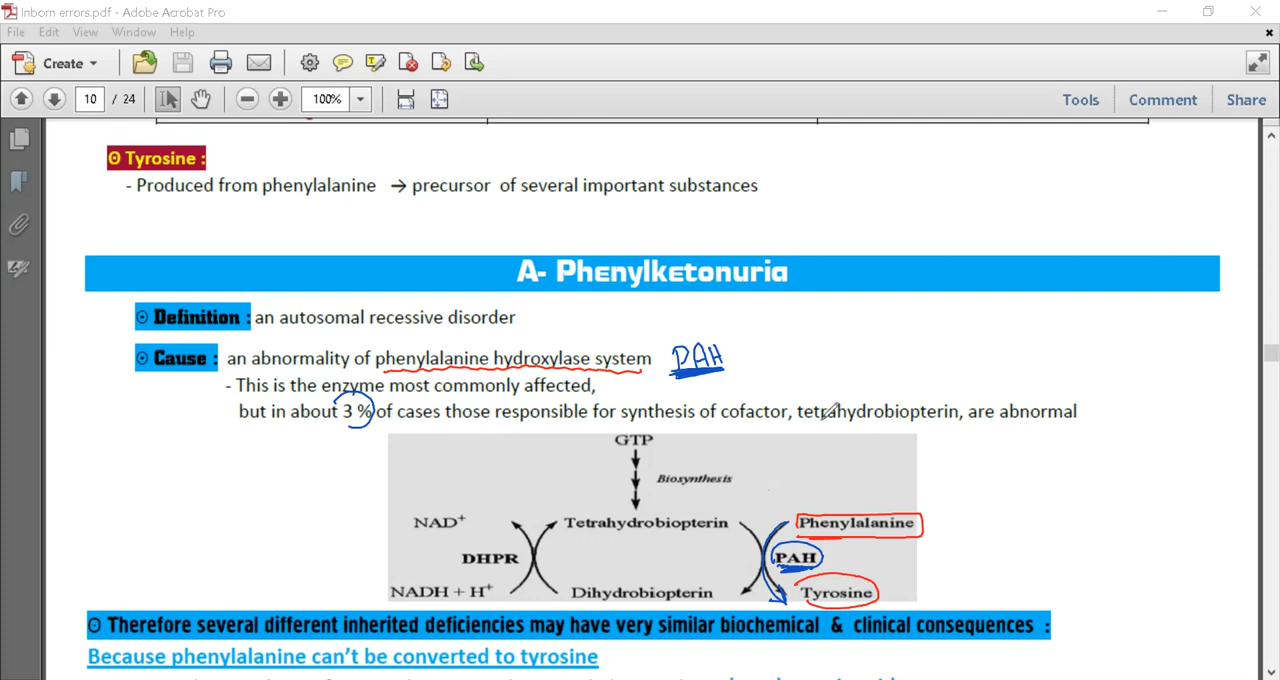 Inborn errors.pdf - Adobe Acrobat Pro
File Edit View Window Help
Create
10 / 24 100% Tools Comment Share
ʘ Tyrosine :
- Produced from phenylalanine → precursor of several important substances
A- Phenylketonuria
ʘ Definition : an autosomal recessive disorder
ʘ Cause : an abnormality of phenylalanine hydroxylase system PAH
- This is the enzyme most commonly affected,
but in about 3 % of cases those responsible for synthesis of cofactor, tetrahydrobiopterin, are abnormal
GTP
Biosynthesis
NAD+ Tetrahydrobiopterin Phenylalanine
DHPR PAH
NADH + H+ Dihydrobiopterin Tyrosine
ʘ Therefore several different inherited deficiencies may have very similar biochemical & clinical consequences :
Because phenylalanine can't be converted to tyrosine